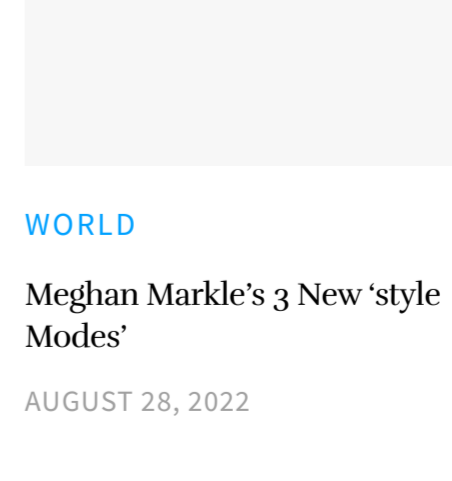 WORLD
Meghan Markle’s 3 New ‘style
Modes’
AUGUST 28, 2022